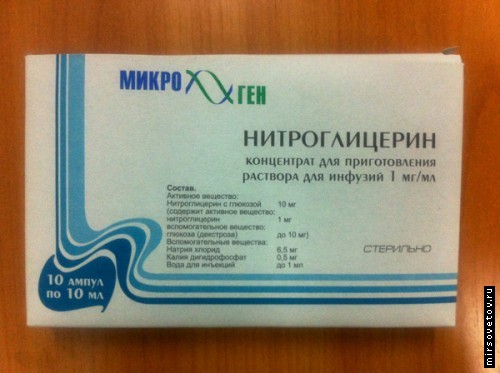 МИКРО ГЕН
НИТРОГЛИЦЕРИН
КОНЦЕНТРАТ ДЛЯ ПРИГОТОВЛЕНИЯ
РАСТВОРА ДЛЯ ИНФУЗИЙ 1 МГ/МЛ
Состав.
Активное вещество:
Нитроглицерин с глюкозой 10 мг
(содержит активное вещество:
нитроглицерин 1 мг
вспомогательное вещество:
глюкоза (декстроза) до 10 мг)
Вспомогательные вещества:
Натрия хлорид 6,5 мг
Калия дигидрофосфат 0,5 мг
Вода для инъекций до 1 мл
СТЕРИЛЬНО
10 АМПУЛ
ПО 10 МЛ
mirsovetov.ru